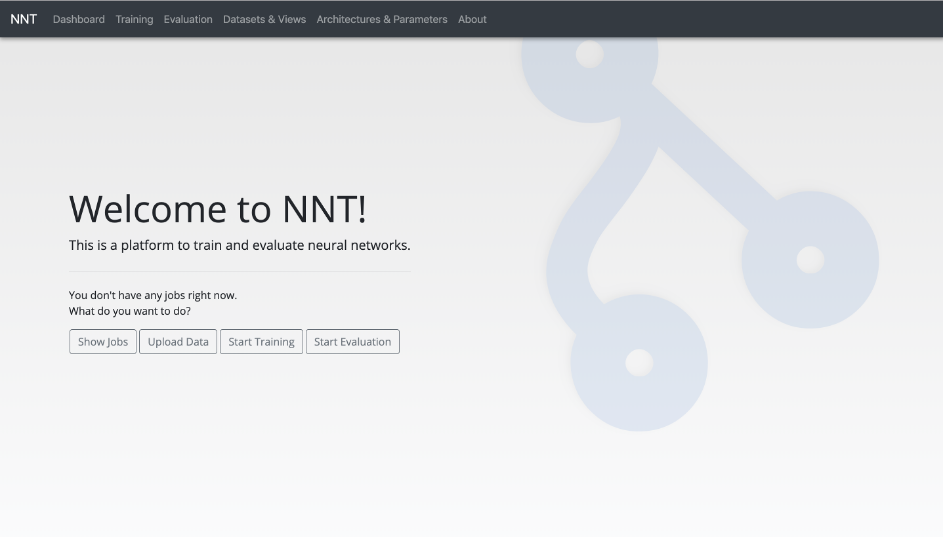 NNT Dashboard Training Evaluation Datasets & Views Architectures & Parameters About
Welcome to NNT!
This is a platform to train and evaluate neural networks.
You don't have any jobs right now.
What do you want to do?
Show Jobs Upload Data Start Training Start Evaluation